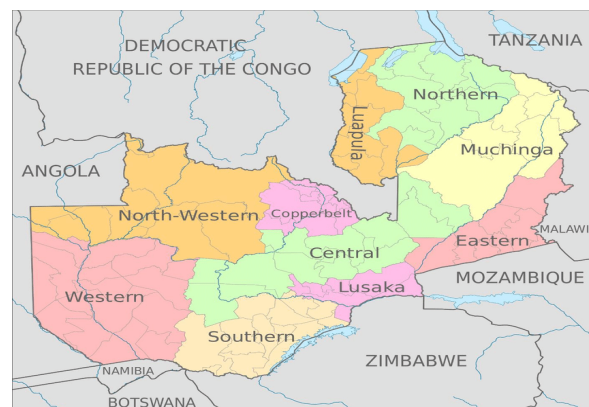 DEMOCRATIC
REPUBLIC OF THE CONGO
TANZANIA
Northern
Luapula
Muchinga
ANGOLA
North-Western
Copperbelt
Eastern
MALAWI
Central
MOZAMBIQUE
Lusaka
Western
Southern
ZIMBABWE
NAMIBIA
BOTSWANA